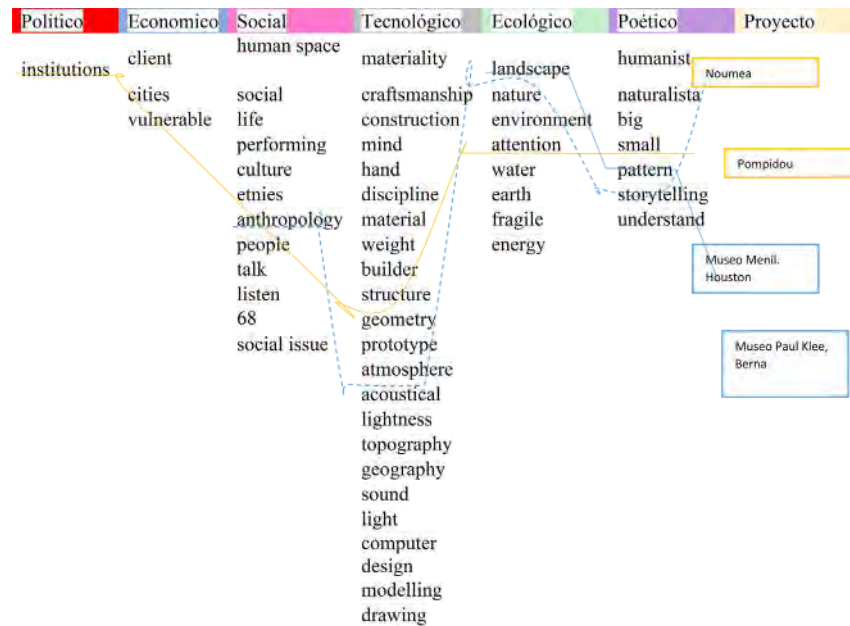 Político
Economico
Social
Tecnológico
Ecológico
Poético
Proyecto
institutions
client
cities
vulnerable
human space
social
life
performing
culture
etnies
anthropology
people
talk
listen
68
social issue
materiality
craftsmanship
construction
mind
hand
discipline
material
weight
builder
structure
geometry
prototype
atmosphere
acoustical
lightness
topography
geography
sound
light
computer
design
modelling
drawing
landscape
nature
environment
attention
water
earth
fragile
energy
humanist
naturalista
big
small
pattern
storytelling
understand
Noumea
Pompidou
Museo Menil.
Houston
Museo Paul Klee,
Berna